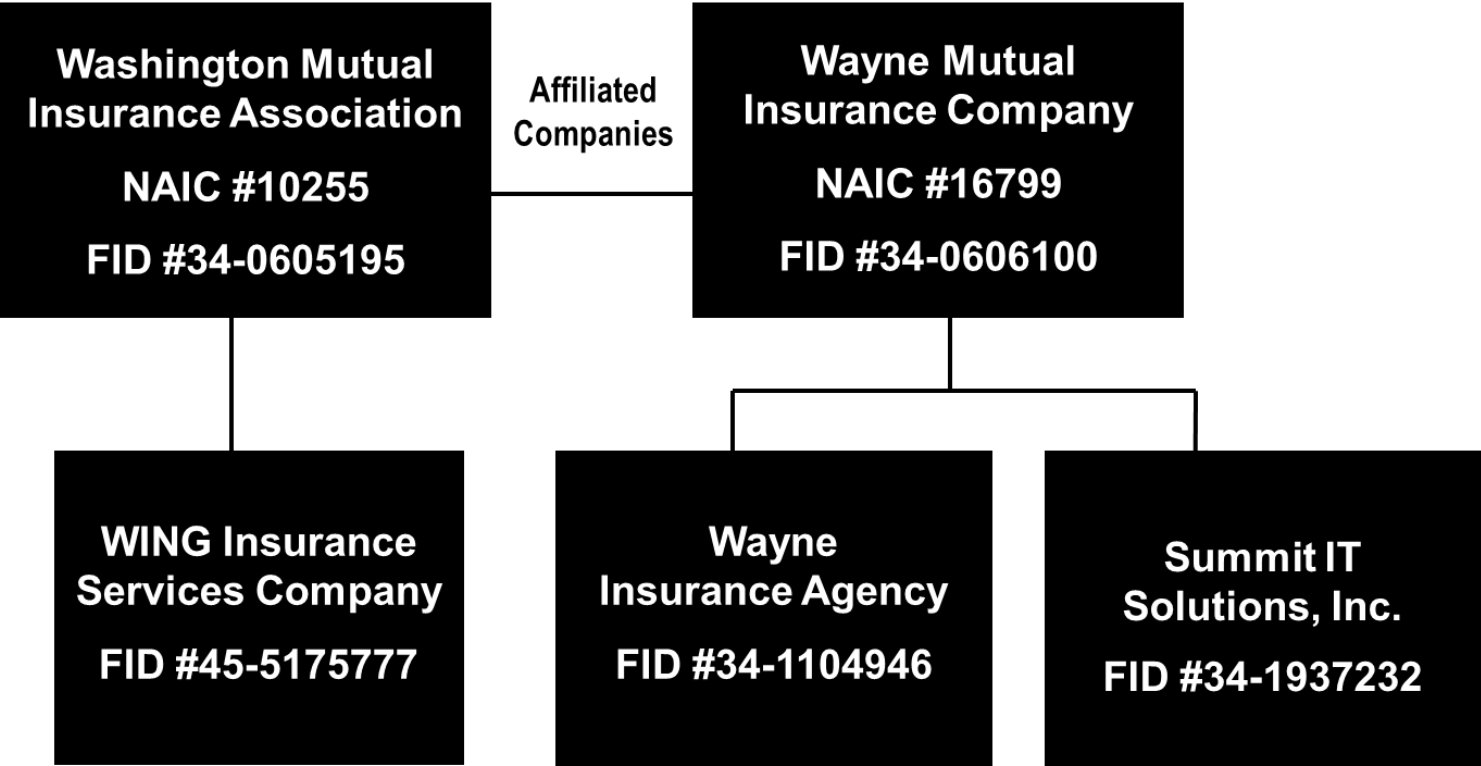 Washington Mutual
Insurance Association
NAIC #10255
FID #34-0605195
Affiliated
Companies
Wayne Mutual
Insurance Company
NAIC #16799
FID #34-0606100
WING Insurance
Services Company
FID #45-5175777
Wayne
Insurance Agency
FID #34-1104946
Summit IT
Solutions, Inc.
FID #34-1937232